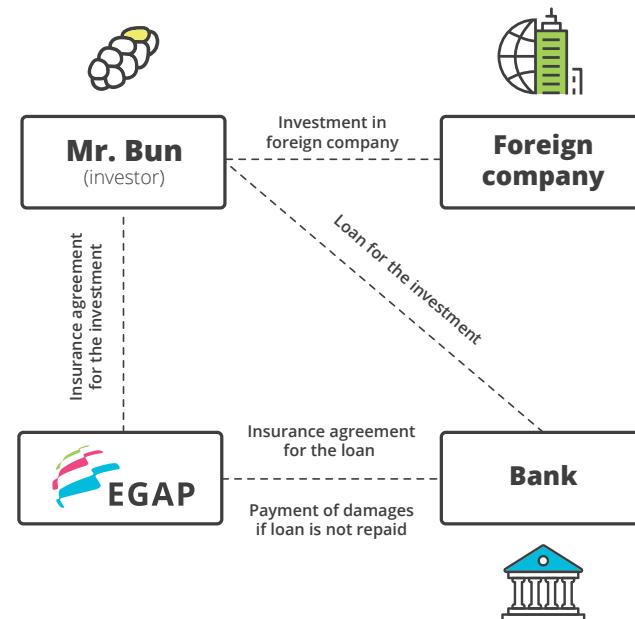 Mr. Bun
(investor)
Investment in
foreign company
Foreign
company
Loan for the investment
Insurance agreement
for the investment
EGAP
Insurance agreement
for the loan
Payment of damages
if loan is not repaid
Bank